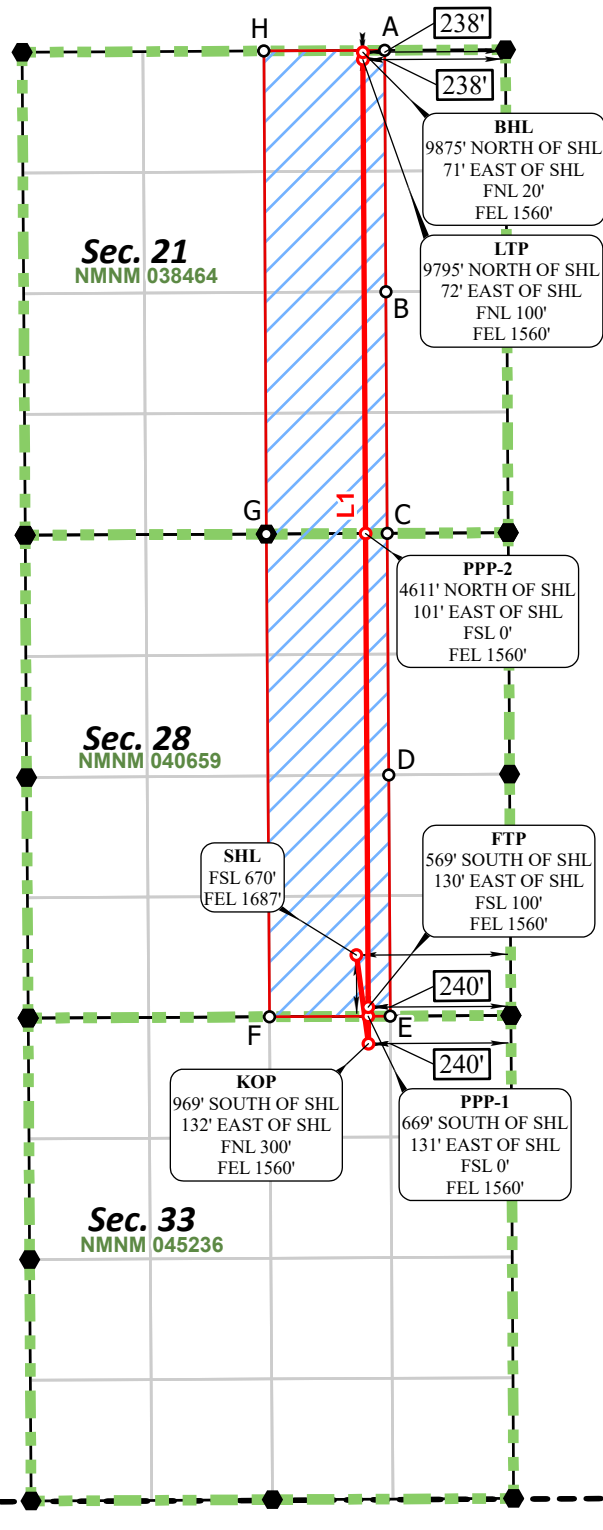 H
A
238'
238'
BHL
9875' NORTH OF SHL
71' EAST OF SHL
FNL 20'
FEL 1560'
Sec. 21
NMNM 038464
LTP
9795' NORTH OF SHL
72' EAST OF SHL
FNL 100'
FEL 1560'
B
L1
G
C
PPP-2
4611' NORTH OF SHL
101' EAST OF SHL
FSL 0'
FEL 1560'
Sec. 28
NMNM 040659
D
SHL
FSL 670'
FEL 1687'
FTP
569' SOUTH OF SHL
130' EAST OF SHL
FSL 100'
FEL 1560'
240'
F
E
240'
KOP
969' SOUTH OF SHL
132' EAST OF SHL
FNL 300'
FEL 1560'
PPP-1
669' SOUTH OF SHL
131' EAST OF SHL
FSL 0'
FEL 1560'
Sec. 33
NMNM 045236